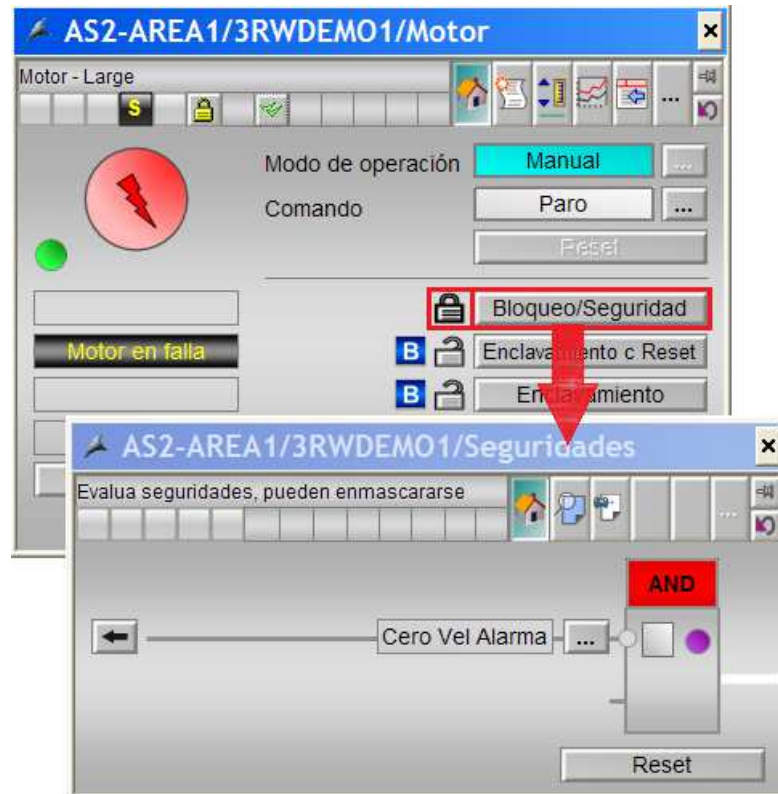 AS2-AREA1/3RWDEMO1/Motor
Motor - Large
S
...
Modo de operación Manual ...
Comando Paro ...
Reset
Bloqueo/Seguridad
Motor en falla B Enclavamiento c Reset
B Enclavamiento
AS2-AREA1/3RWDEMO1/Seguridades
Evalua seguridades, pueden enmascararse
...
AND
Cero Vel Alarma ...
Reset